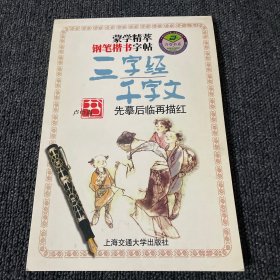 蒙学精萃
钢笔楷书字帖
三字经
千字文
先摹后临再描红
上海交通大学出版社